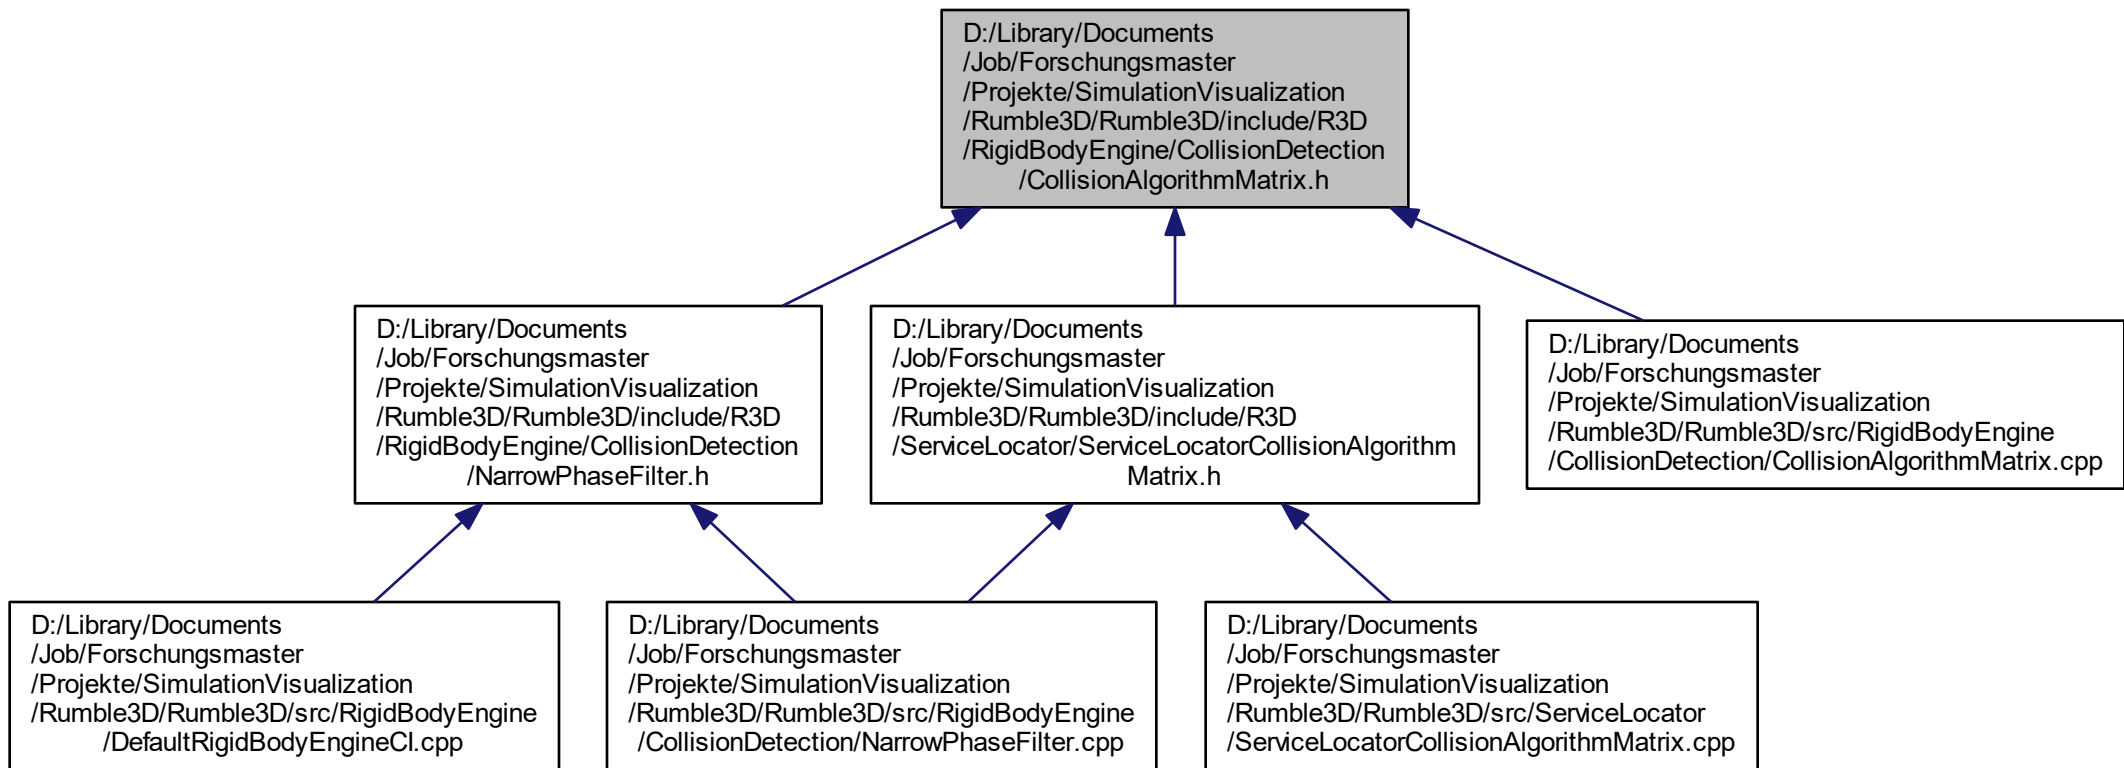 D:/Library/Documents
/Job/Forschungsmaster
/Projekte/SimulationVisualization
/Rumble3D/Rumble3D/include/R3D
/RigidBodyEngine/CollisionDetection
/CollisionAlgorithmMatrix.h
D:/Library/Documents
/Job/Forschungsmaster
/Projekte/SimulationVisualization
/Rumble3D/Rumble3D/include/R3D
/RigidBodyEngine/CollisionDetection
/NarrowPhaseFilter.h
D:/Library/Documents
/Job/Forschungsmaster
/Projekte/SimulationVisualization
/Rumble3D/Rumble3D/include/R3D
/ServiceLocator/ServiceLocatorCollisionAlgorithm
Matrix.h
D:/Library/Documents
/Job/Forschungsmaster
/Projekte/SimulationVisualization
/Rumble3D/Rumble3D/src/RigidBodyEngine
/CollisionDetection/CollisionAlgorithmMatrix.cpp
D:/Library/Documents
/Job/Forschungsmaster
/Projekte/SimulationVisualization
/Rumble3D/Rumble3D/src/RigidBodyEngine
/DefaultRigidBodyEngineCI.cpp
D:/Library/Documents
/Job/Forschungsmaster
/Projekte/SimulationVisualization
/Rumble3D/Rumble3D/src/RigidBodyEngine
/CollisionDetection/NarrowPhaseFilter.cpp
D:/Library/Documents
/Job/Forschungsmaster
/Projekte/SimulationVisualization
/Rumble3D/Rumble3D/src/ServiceLocator
/ServiceLocatorCollisionAlgorithmMatrix.cpp